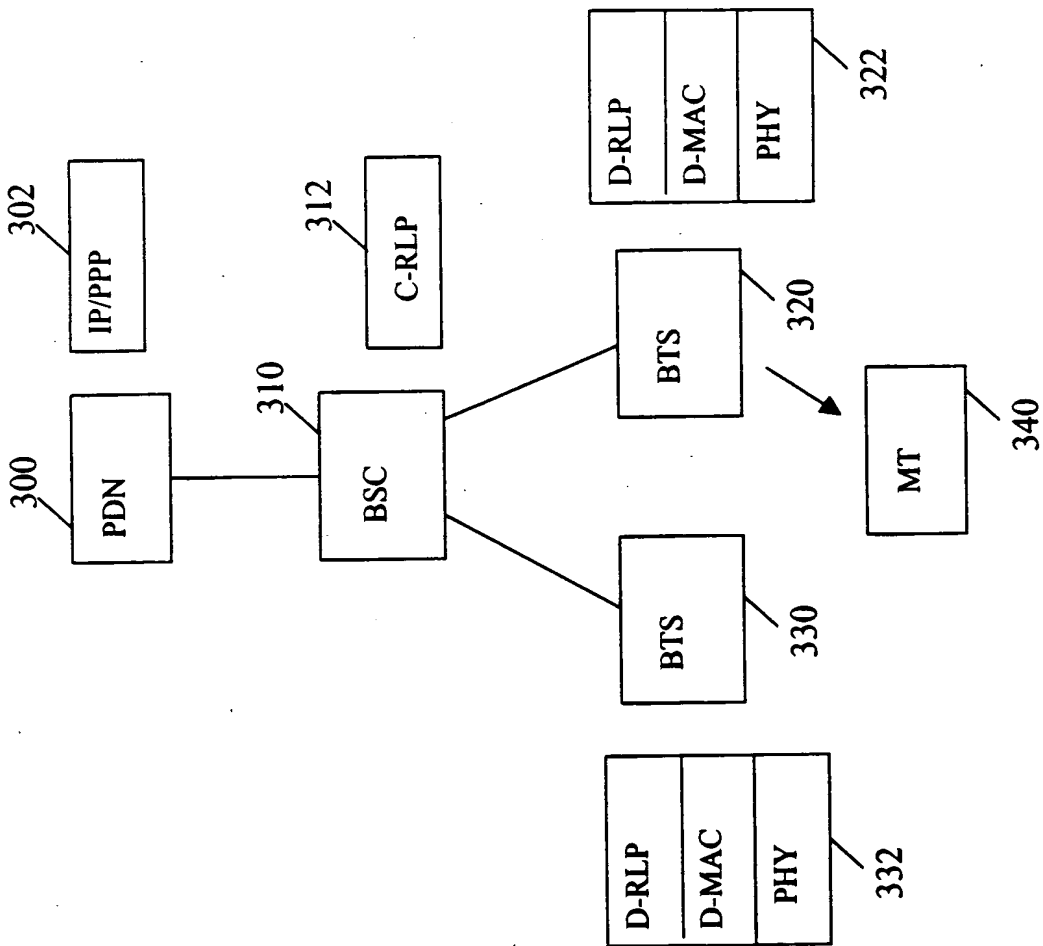 300
302
PDN
IP/PPP
310
312
BSC
C-RLP
D-RLP
D-MAC
PHY
332
BTS
330
BTS
320
D-RLP
D-MAC
PHY
322
MT
340